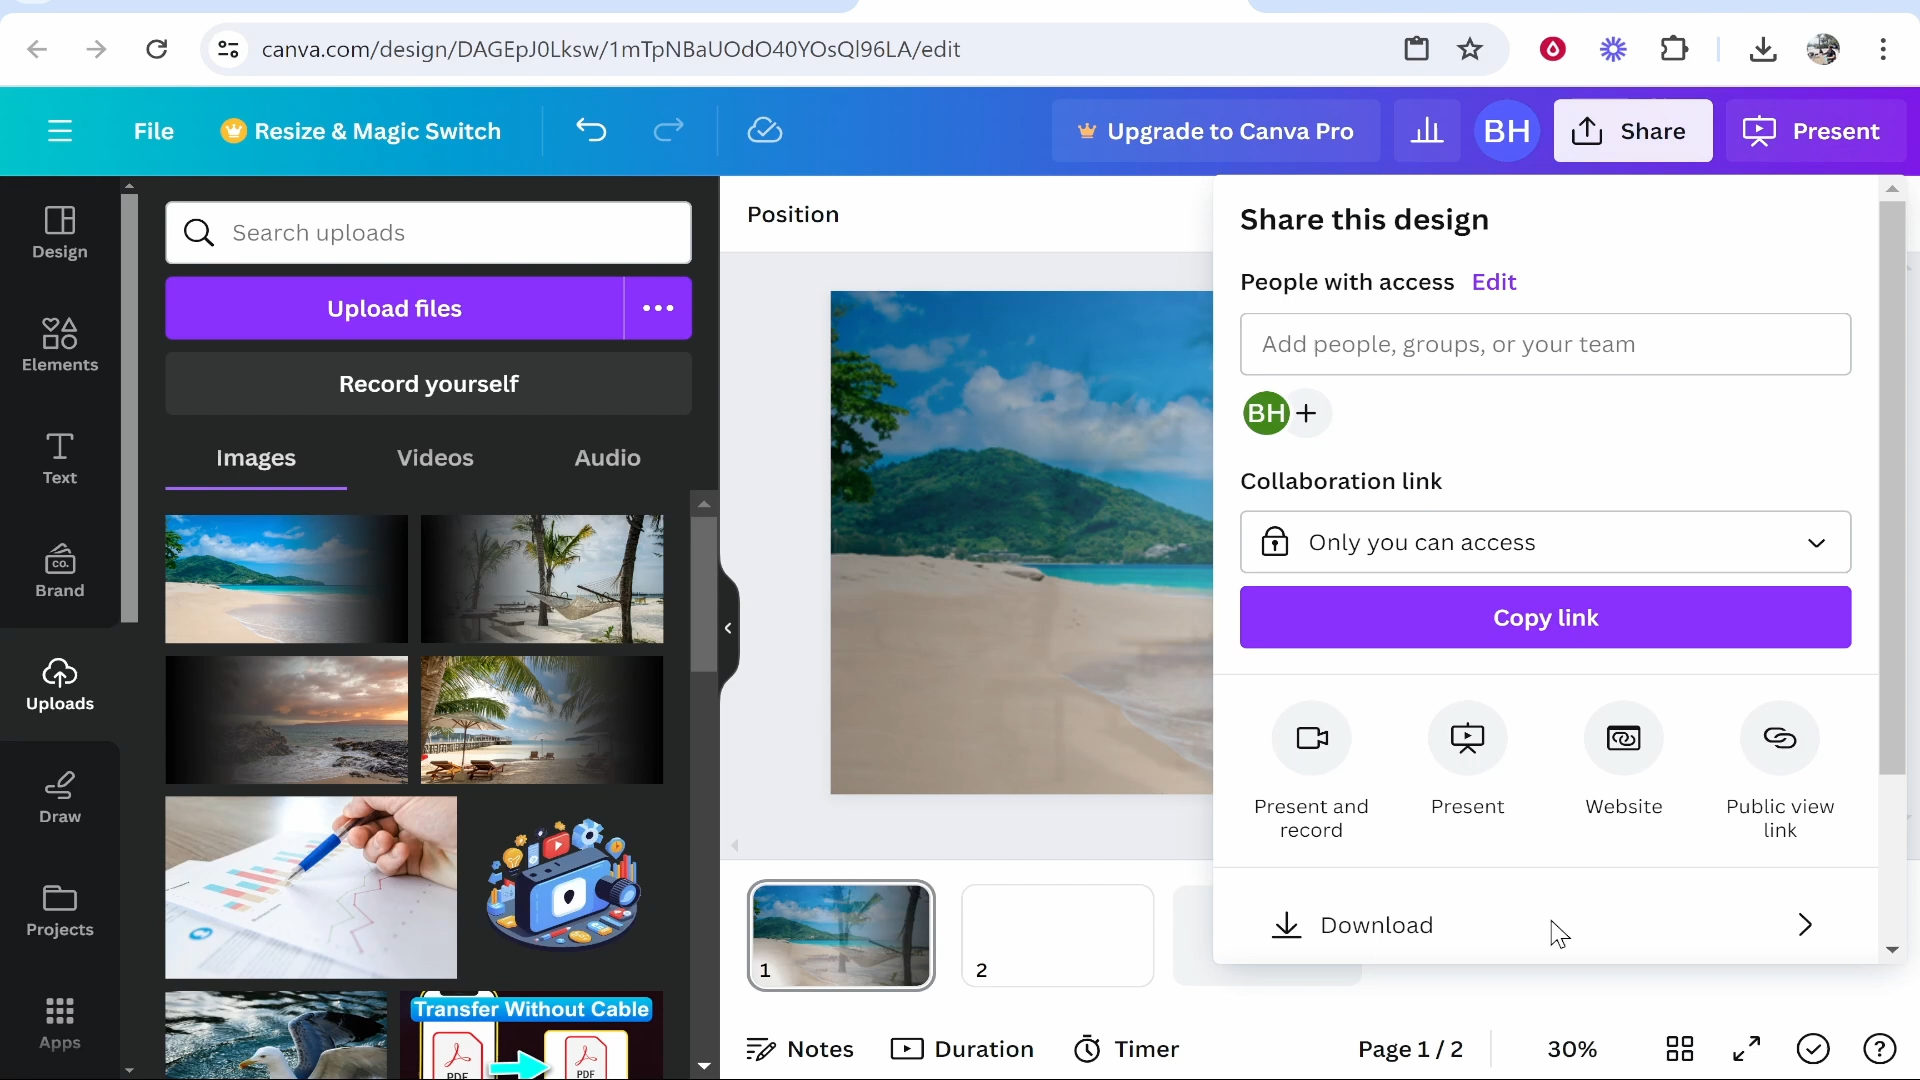 canva.com/design/DAGEpJ0Lksw/1mTpNBaUOdO40YOsQl96LA/edit
File
Resize & Magic Switch
Upgrade to Canva Pro
BH
Share
Present
Design
Elements
Text
CO.
Brand
Uploads
Draw
Projects
Apps
Search uploads
Upload files
Record yourself
Images
Videos
Audio
Transfer Without Cable
PDF
PDF
Position
Share this design
People with access
Edit
Add people, groups, or your team
BH
Collaboration link
Only you can access
Copy link
Present and
record
Present
Website
Public view
link
Download
1
2
Notes
Duration
Timer
Page 1 / 2
30%